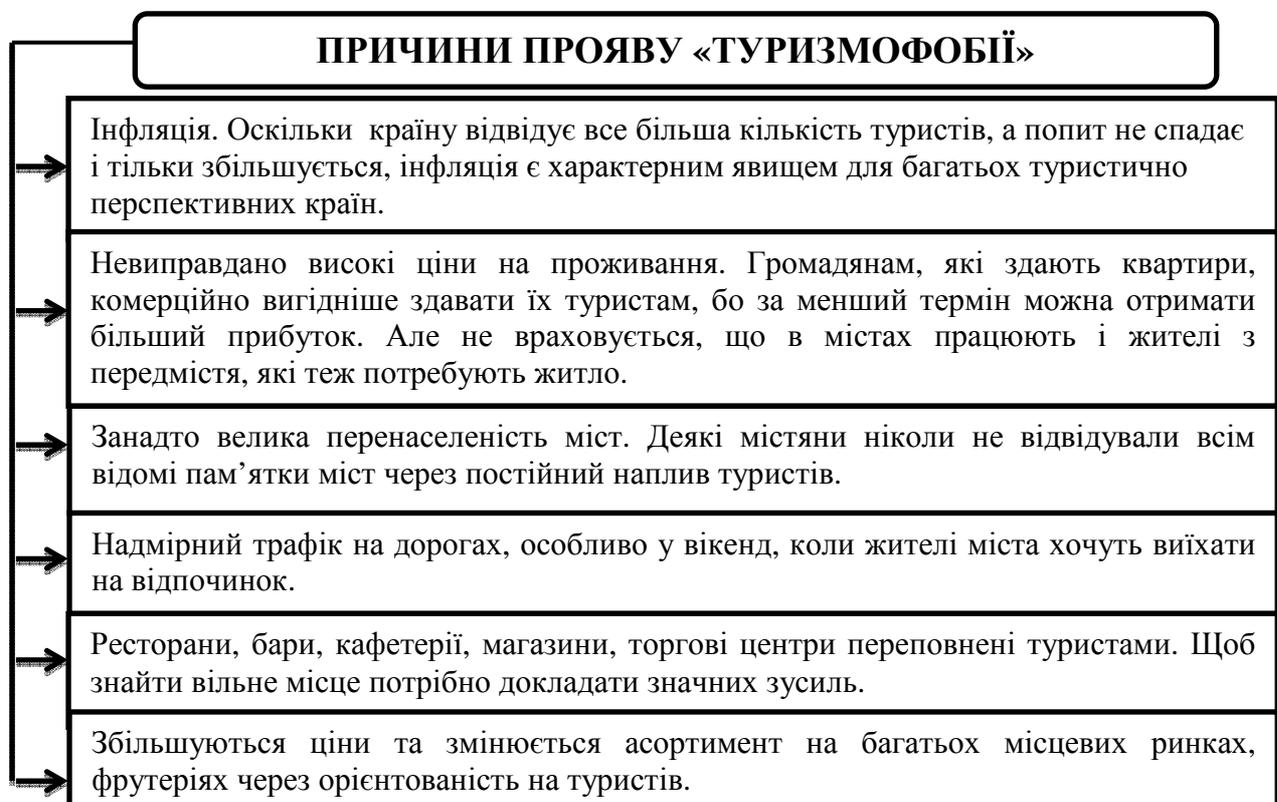 ПРИЧИНИ ПРОЯВУ «ТУРИЗМОФОБІЇ»
Інфляція. Оскільки країну відвідує все більша кількість туристів, а попит не спадає
і тільки збільшується, інфляція є характерним явищем для багатьох туристично
перспективних країн.
Невиправдано високі ціни на проживання. Громадянам, які здають квартири,
комерційно вигідніше здавати їх туристам, бо за менший термін можна отримати
більший прибуток. Але не враховується, що в містах працюють і жителі з
передмістя, які теж потребують житло.
Занадто велика перенаселеність міст. Деякі містяни ніколи не відвідували всім
відомі пам’ятки міст через постійний наплив туристів.
Надмірний трафік на дорогах, особливо у вікенд, коли жителі міста хочуть виїхати
на відпочинок.
Ресторани, бари, кафетерії, магазини, торгові центри переповнені туристами. Щоб
знайти вільне місце потрібно докладати значних зусиль.
Збільшуються ціни та змінюється асортимент на багатьох місцевих ринках,
фрутеріях через орієнтованість на туристів.